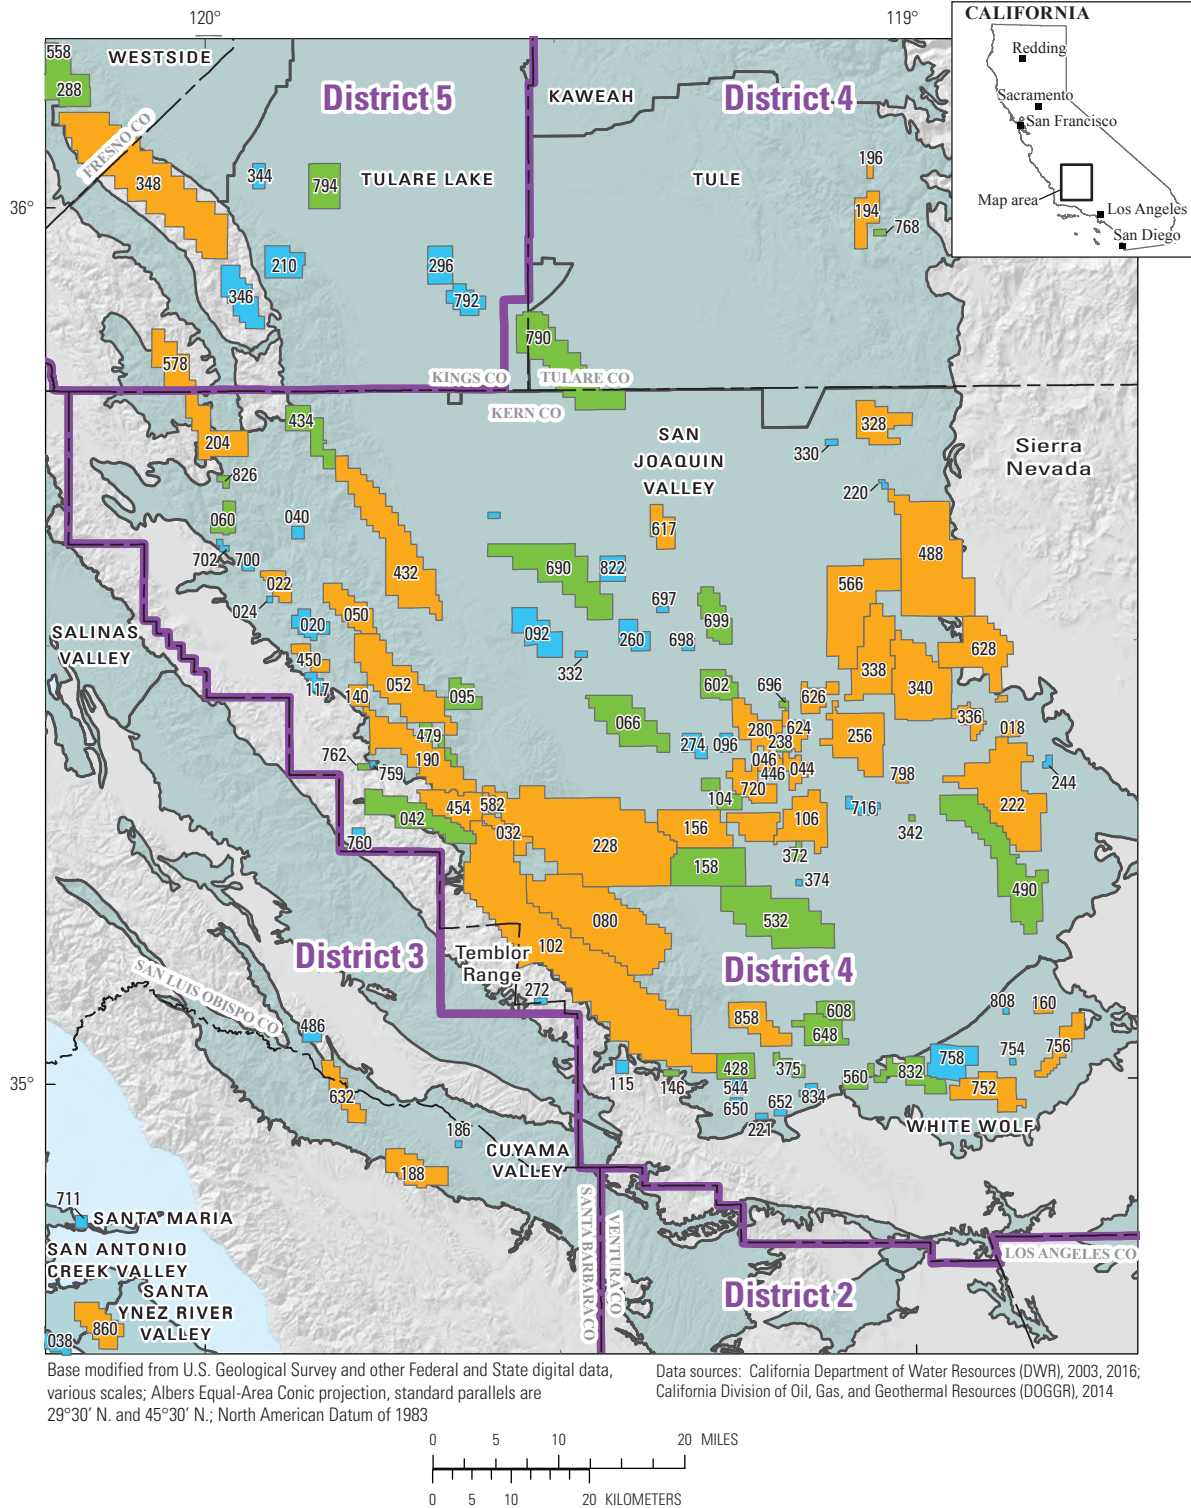 120°
119°
CALIFORNIA
Redding
Sacramento
San Francisco
Map area
Los Angeles
San Diego
558
WESTSIDE
288
District 5
KAWEAH
District 4
FRESNO CO
348
344
794
TULARE LAKE
TULE
196
36°
194
768
210
296
346
792
790
578
KINGS CO
TULARE CO
KERN CO
434
328
204
SAN
JOAQUIN
VALLEY
330
Sierra
Nevada
826
220
060
040
617
488
702
700
432
690
822
566
022
024
050
697
699
020
092
260
698
SALINAS
VALLEY
450
332
628
338
117
140
052
095
602
696
626
340
066
336
018
479
280
624
256
762
759
190
274
096
238
046
446
044
798
244
720
104
716
222
454
582
042
032
106
342
760
228
156
372
158
374
490
080
532
102
District 3
Temblor
Range
District 4
SAN LUIS OBISPO CO
272
808
160
486
858
608
648
756
758
754
428
375
560
832
115
146
544
752
632
650
652
834
221
WHITE WOLF
186
CUYAMA
VALLEY
188
711
SANTA MARIA
SANTA BARBARA CO
VENTURA CO
SAN ANTONIO
CREEK VALLEY
LOS ANGELES CO
SANTA
YNEZ RIVER
VALLEY
District 2
860
038
35°
Base modified from U.S. Geological Survey and other Federal and State digital data,
various scales; Albers Equal-Area Conic projection, standard parallels are
29°30′ N. and 45°30′ N.; North American Datum of 1983
Data sources: California Department of Water Resources (DWR), 2003, 2016;
California Division of Oil, Gas, and Geothermal Resources (DOGGR), 2014
0 5 10 20 MILES
0 5 10 20 KILOMETERS